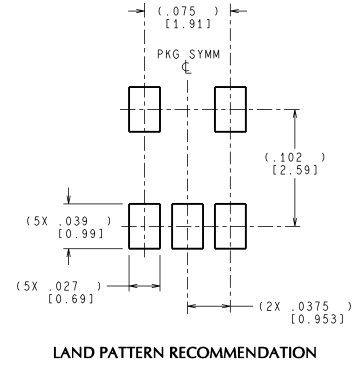 (.075 )
[1.91]
PKG SYMM
℄
(.102 )
[2.59]
(5X .039 )
[0.99]
(5X .027 )
[0.69]
(2X .0375 )
[0.953]
LAND PATTERN RECOMMENDATION